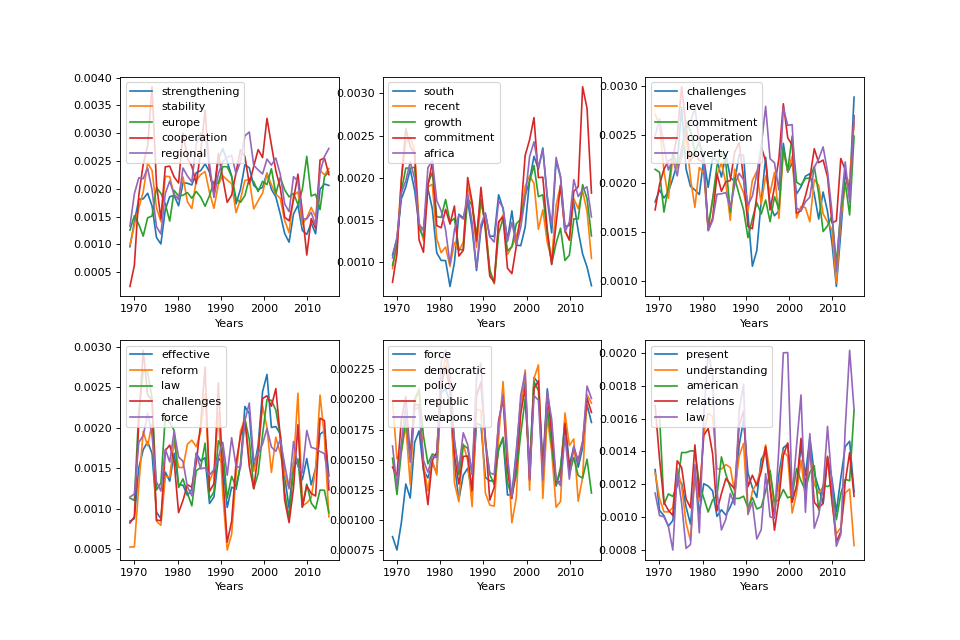 strengthening
stability
europe
cooperation
regional
0.0040
0.0035
0.0030
0.0025
0.0020
0.0015
0.0010
0.0005
1970 1980 1990 2000 2010
Years
south
recent
growth
commitment
africa
0.0030
0.0025
0.0020
0.0015
0.0010
1970 1980 1990 2000 2010
Years
challenges
level
commitment
cooperation
poverty
0.0030
0.0025
0.0020
0.0015
0.0010
1970 1980 1990 2000 2010
Years
effective
reform
law
challenges
force
0.0030
0.0025
0.0020
0.0015
0.0010
0.0005
1970 1980 1990 2000 2010
Years
force
democratic
policy
republic
weapons
0.00225
0.00200
0.00175
0.00150
0.00125
0.00100
0.00075
1970 1980 1990 2000 2010
Years
present
understanding
american
relations
law
0.0020
0.0018
0.0016
0.0014
0.0012
0.0010
0.0008
1970 1980 1990 2000 2010
Years